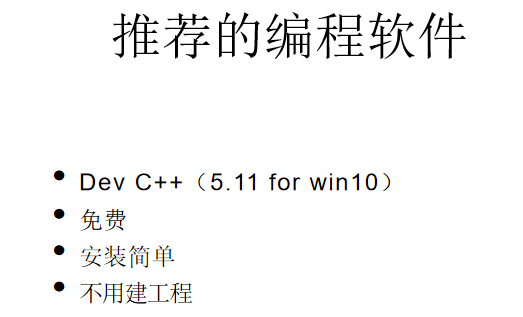 推荐的编程软件
• Dev C++（5.11 for win10）
• 免费
• 安装简单
• 不用建工程